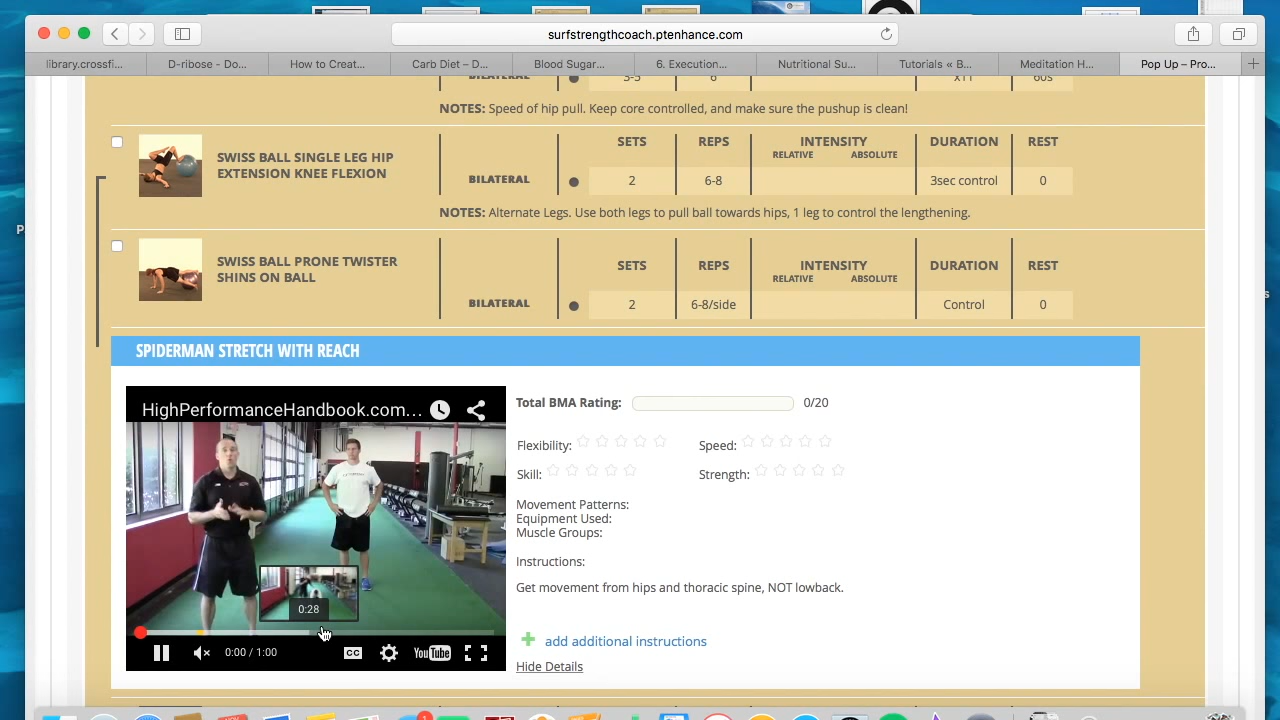 surfstrengthcoach.ptenhance.com
library.crossfi... D-ribose - Do... How to Creat... Carb Diet – D... Blood Sugar... 6. Execution... Nutritional Su... Tutorials « B... Meditation H... Pop Up – Pro...
BILATERAL 3-5 6 x11 60s
NOTES: Speed of hip pull. Keep core controlled, and make sure the pushup is clean!
SWISS BALL SINGLE LEG HIP EXTENSION KNEE FLEXION
SETS REPS INTENSITY DURATION REST
RELATIVE ABSOLUTE
BILATERAL 2 6-8 3sec control 0
NOTES: Alternate Legs. Use both legs to pull ball towards hips, 1 leg to control the lengthening.
SWISS BALL PRONE TWISTER SHINS ON BALL
SETS REPS INTENSITY DURATION REST
RELATIVE ABSOLUTE
BILATERAL 2 6-8/side Control 0
SPIDERMAN STRETCH WITH REACH
HighPerformanceHandbook.com...
0:28
0:00 / 1:00 CC YouTube
Total BMA Rating: 0/20
Flexibility: Speed:
Skill: Strength:
Movement Patterns:
Equipment Used:
Muscle Groups:
Instructions:
Get movement from hips and thoracic spine, NOT lowback.
add additional instructions
Hide Details